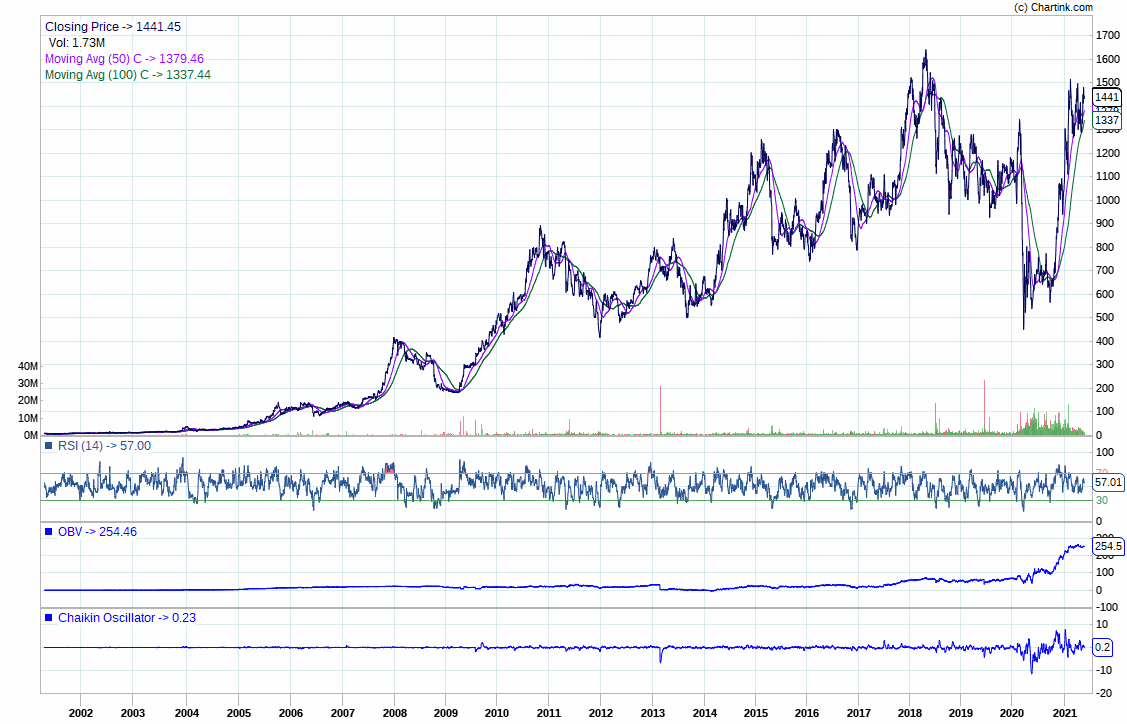 (c) Chartink.com
Closing Price -> 1441.45
Vol: 1.73M
Moving Avg (50) C -> 1379.46
Moving Avg (100) C -> 1337.44
1700
1600
1500
1441
1337
1300
1200
1100
1000
900
800
700
600
500
400
300
200
100
0
40M
30M
20M
10M
0M
RSI (14) -> 57.00
100
70
57.01
30
0
OBV -> 254.46
254.5
100
0
-100
Chaikin Oscillator -> 0.23
10
0.2
-10
-20
2002 2003 2004 2005 2006 2007 2008 2009 2010 2011 2012 2013 2014 2015 2016 2017 2018 2019 2020 2021